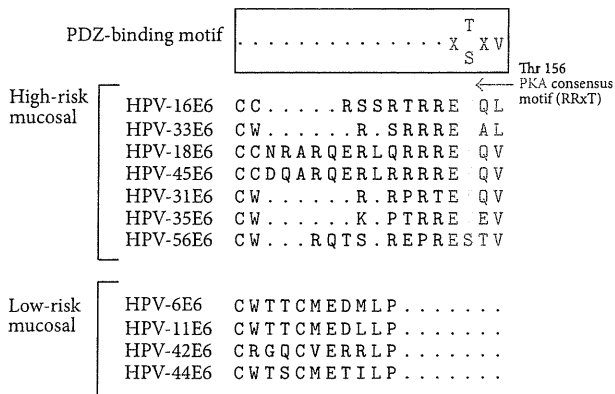 PDZ-binding motif
. . . . . . . . . . . . . . . . X T/S X V
Thr 156
PKA consensus
motif (RRxT)
High-risk
mucosal
HPV-16E6 CC......RSSRTRRE QL
HPV-33E6 CW........R.SRRRE AL
HPV-18E6 CCNRARQERLQRRRE QV
HPV-45E6 CCDQARQERLRRRRE QV
HPV-31E6 CW........R.RPRTE QV
HPV-35E6 CW........K.PTRRE EV
HPV-56E6 CW...RQTS.REPRESTV
Low-risk
mucosal
HPV-6E6 CWTTCMEDMLP.......
HPV-11E6 CWTTCMEDLLP.......
HPV-42E6 CRGQCVERRLP.......
HPV-44E6 CWTSCMETILP.......